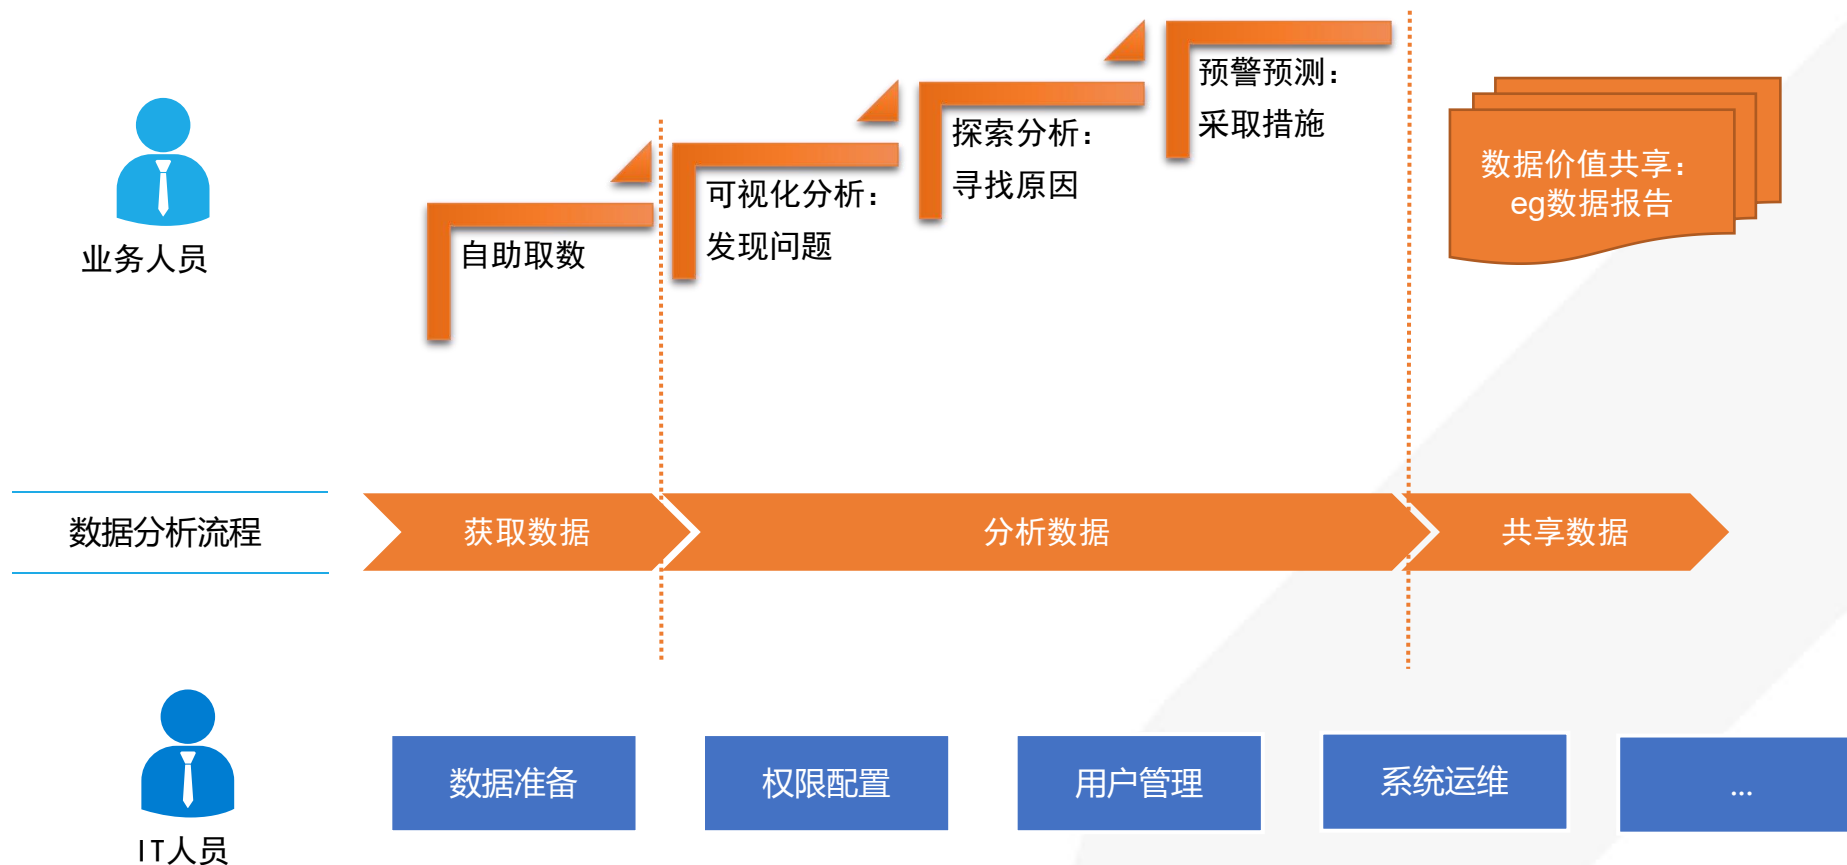 业务人员
自助取数
可视化分析：
发现问题
探索分析：
寻找原因
预警预测：
采取措施
数据价值共享：
eg数据报告
数据分析流程
获取数据
分析数据
共享数据
IT人员
数据准备
权限配置
用户管理
系统运维
...